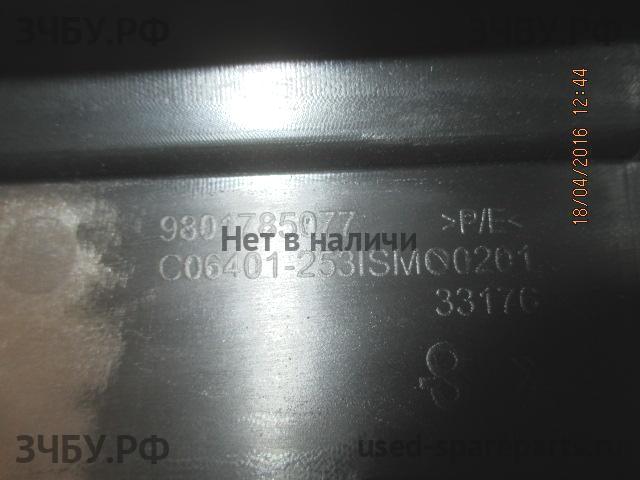 ЗЧБУ.РФ
ЗЧБУ.РФ
18/04/2016 12:44
9801785077 >P/E<
Нет в наличи
C06401-253ISM00201
33176
ЗЧБУ.РФ
used-spareparts.ru